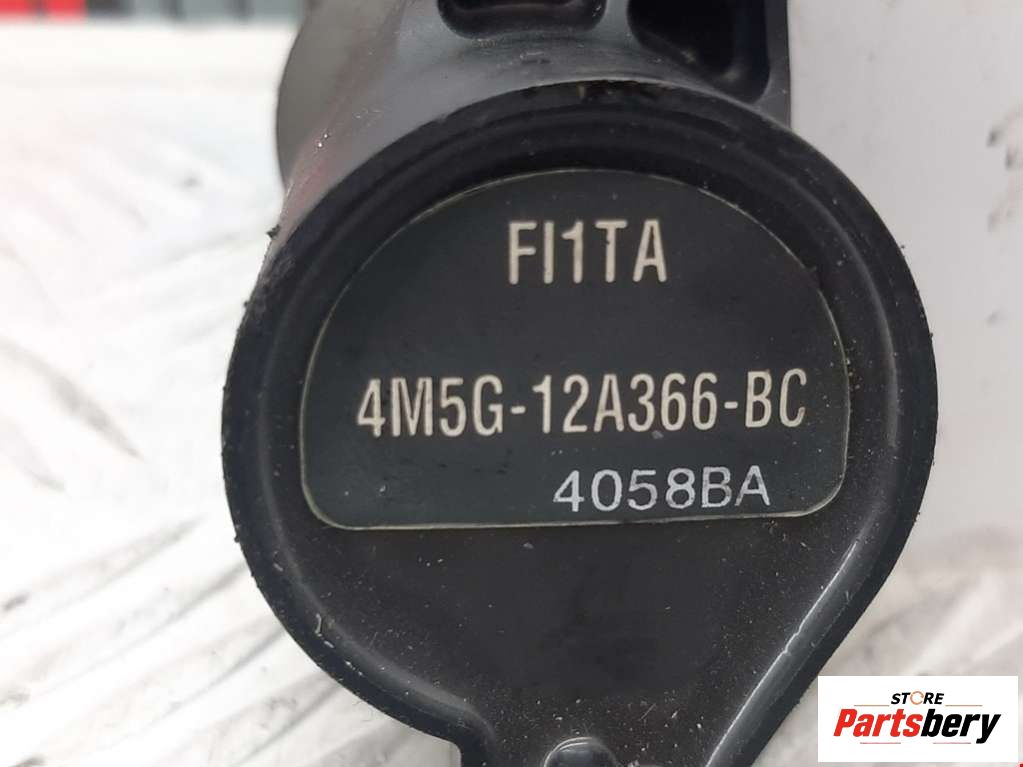 FI1TA
4M5G-12A366-BC
4058BA
STORE
Partsbery